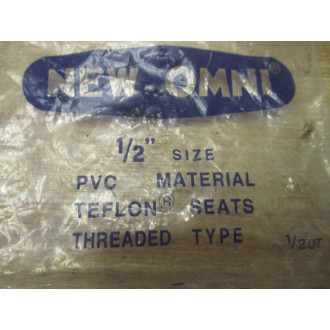 NEW OMNI®
1/2" SIZE
PVC MATERIAL
TEFLON® SEATS
THREADED TYPE 1/2UT